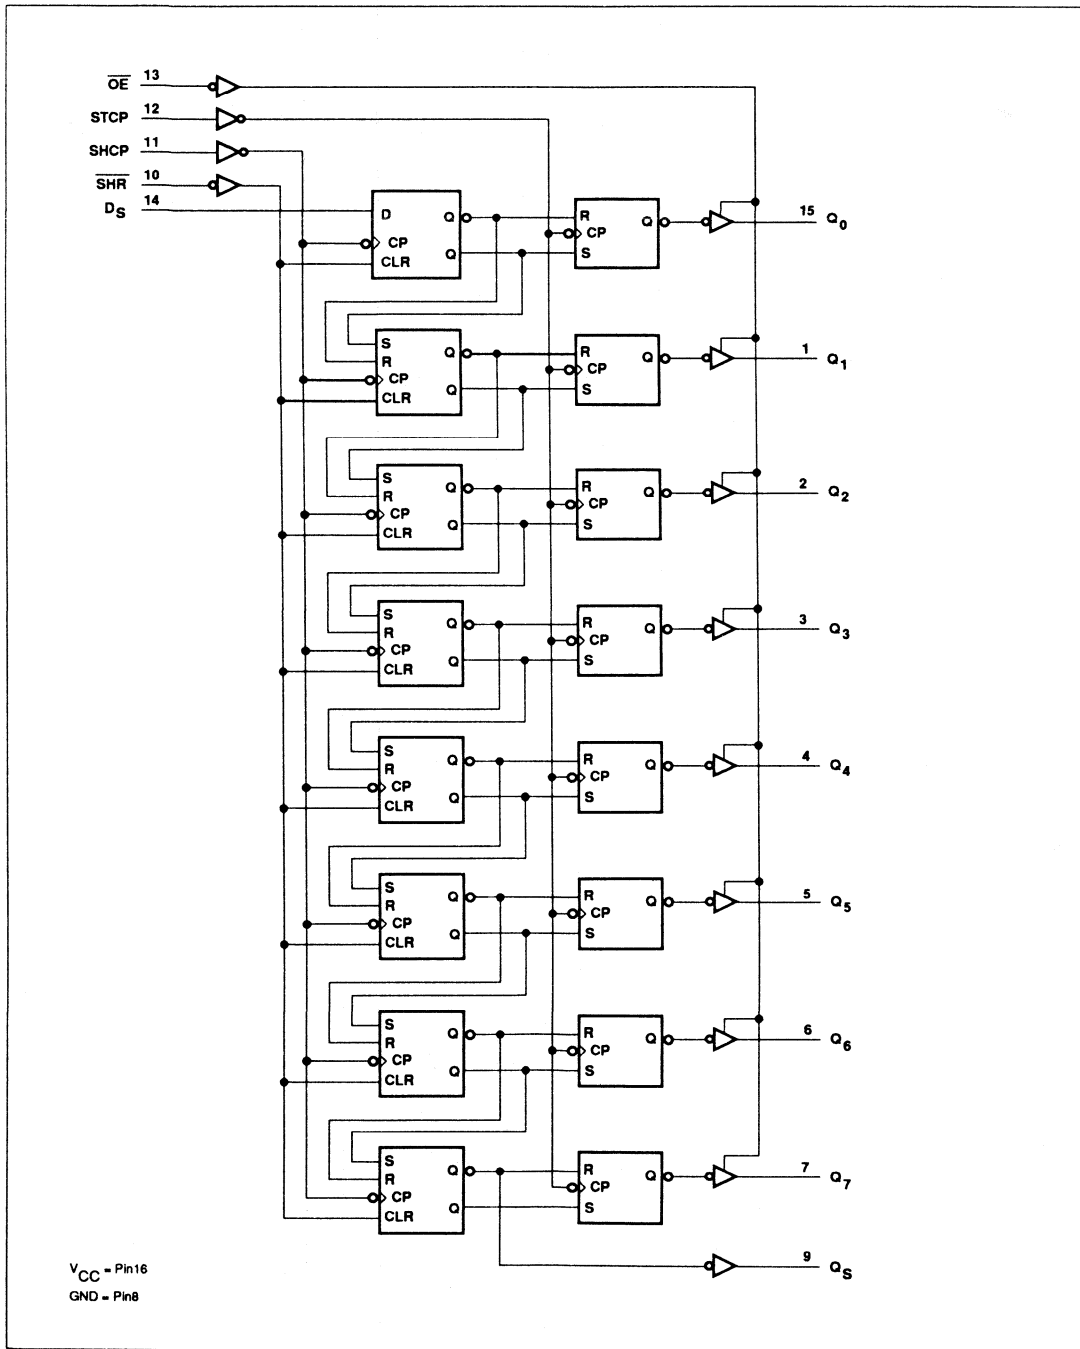 OE 13
STCP 12
SHCP 11
SHR 10
DS 14
D Q
CP
Q
CLR
R Q
CP
S
15 Q0
S
R Q
CP
Q
CLR
R Q
CP
S
1 Q1
S
R Q
CP
Q
CLR
R Q
CP
S
2 Q2
S
R Q
CP
Q
CLR
R Q
CP
S
3 Q3
S
R Q
CP
Q
CLR
R Q
CP
S
4 Q4
S
R Q
CP
Q
CLR
R Q
CP
S
5 Q5
S
R Q
CP
Q
CLR
R Q
CP
S
6 Q6
S
R Q
CP
Q
CLR
R Q
CP
S
7 Q7
9 QS
VCC = Pin16
GND = Pin8